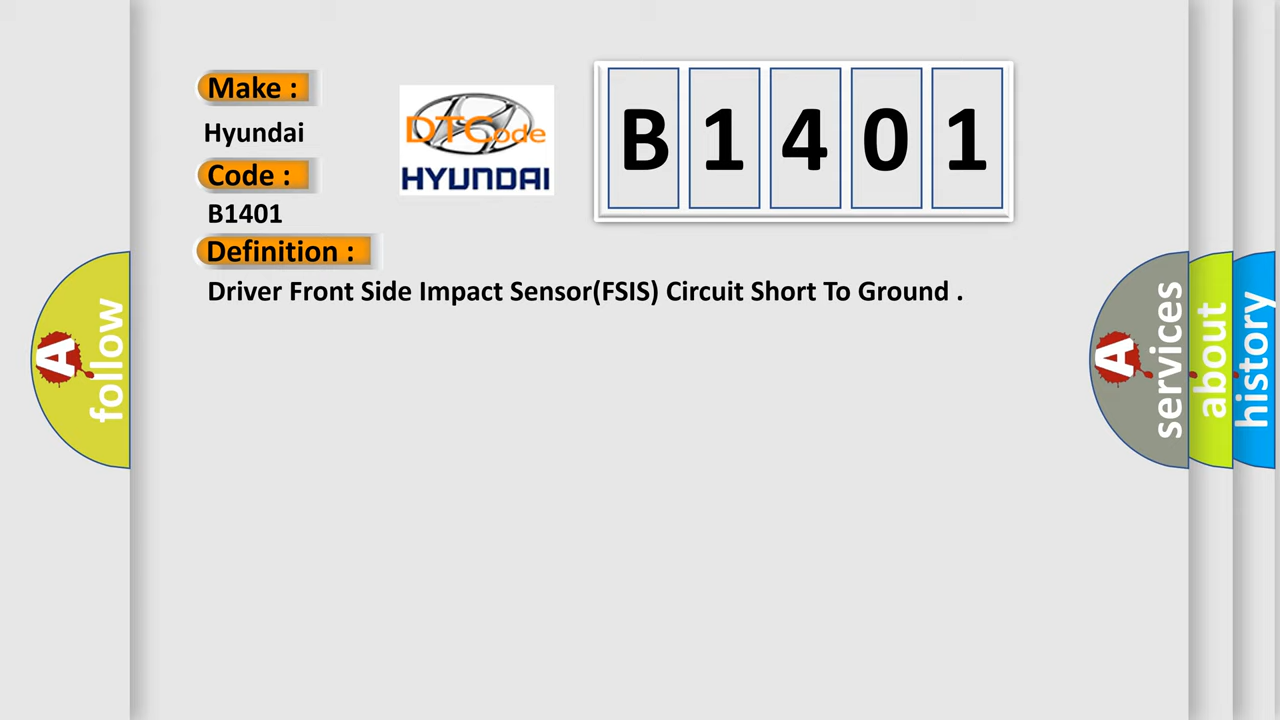 Make :
Hyundai
Code :
B1401
Definition :
Driver Front Side Impact Sensor(FSIS) Circuit Short To Ground .
DTCode
HYUNDAI
B 1 4 0 1
A follow
A services
about
history